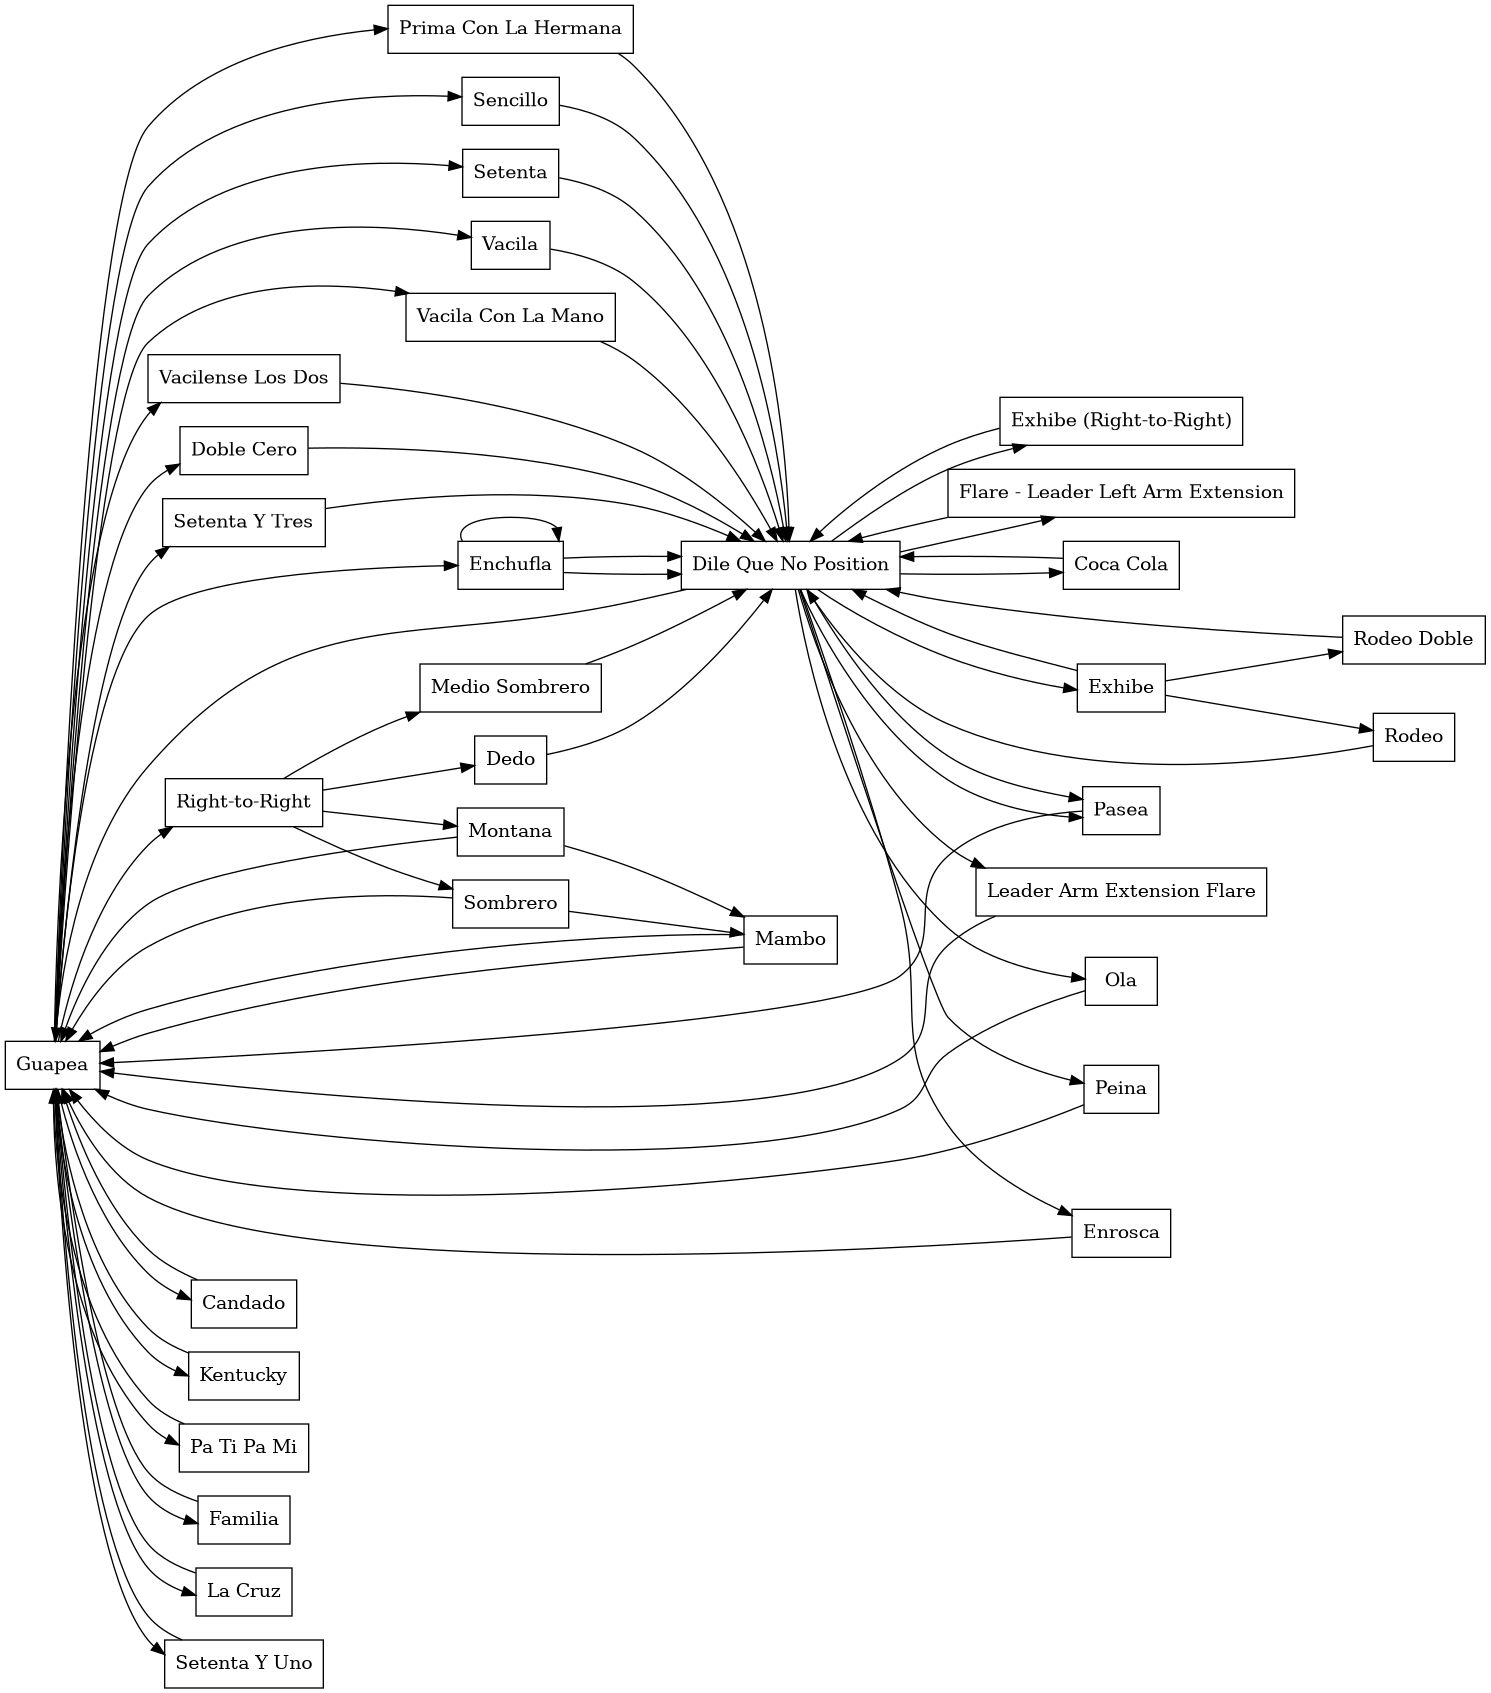 Prima Con La Hermana
Sencillo
Setenta
Vacila
Vacila Con La Mano
Vacilense Los Dos
Doble Cero
Setenta Y Tres
Enchufla
Dile Que No Position
Exhibe (Right-to-Right)
Flare - Leader Left Arm Extension
Coca Cola
Rodeo Doble
Exhibe
Rodeo
Medio Sombrero
Dedo
Right-to-Right
Montana
Sombrero
Mambo
Pasea
Leader Arm Extension Flare
Ola
Guapea
Peina
Enrosca
Candado
Kentucky
Pa Ti Pa Mi
Familia
La Cruz
Setenta Y Uno